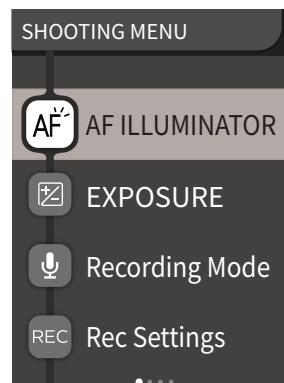 SHOOTING MENU
AF AF ILLUMINATOR
EXPOSURE
Recording Mode
REC Rec Settings